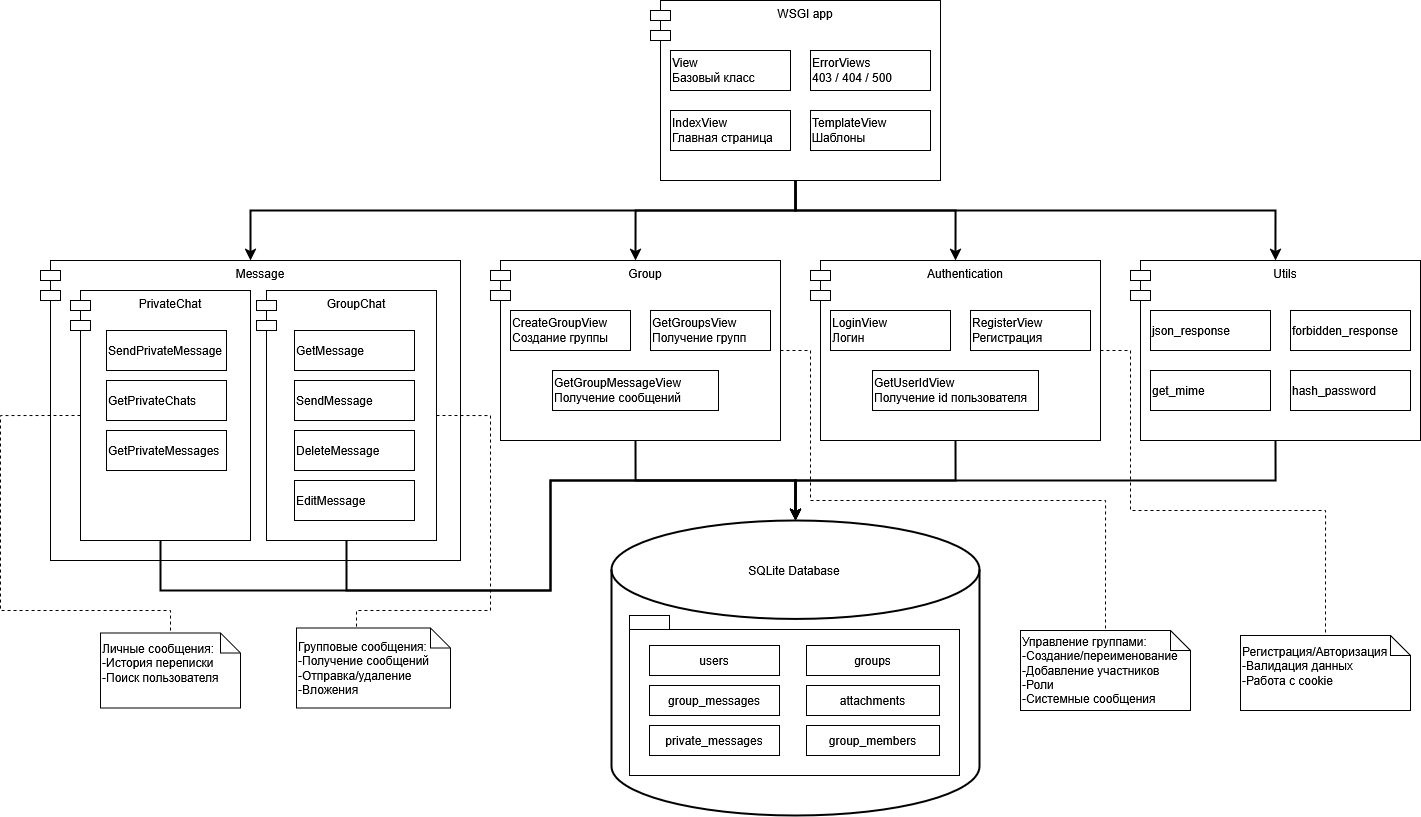 WSGI app
View
Базовый класс
ErrorViews
403 / 404 / 500
IndexView
Главная страница
TemplateView
Шаблоны
Message
PrivateChat
SendPrivateMessage
GetPrivateChats
GetPrivateMessages
GroupChat
GetMessage
SendMessage
DeleteMessage
EditMessage
Group
CreateGroupView
Создание группы
GetGroupsView
Получение групп
GetGroupMessageView
Получение сообщений
Authentication
LoginView
Логин
RegisterView
Регистрация
GetUserIdView
Получение id пользователя
Utils
json_response
forbidden_response
get_mime
hash_password
SQLite Database
users
groups
group_messages
attachments
private_messages
group_members
Личные сообщения:
-История переписки
-Поиск пользователя
Групповые сообщения:
-Получение сообщений
-Отправка/удаление
-Вложения
Управление группами:
-Создание/переименование
-Добавление участников
-Роли
-Системные сообщения
Регистрация/Авторизация
-Валидация данных
-Работа с cookie